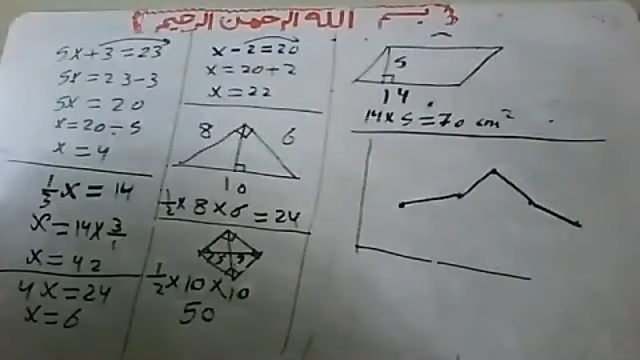 بسم الله الرحمن الرحيم
5x+3=23
5x=23-3
5x=20
x=20÷5
x=4
1/3 x=14
x=14×3/1
x=42
4x=24
x=6
x-2=20
x=20+2
x=22
8 6
10
1/2×8×6=24
5 5
1/2×10×10
50
5
14
14×5=70 cm²